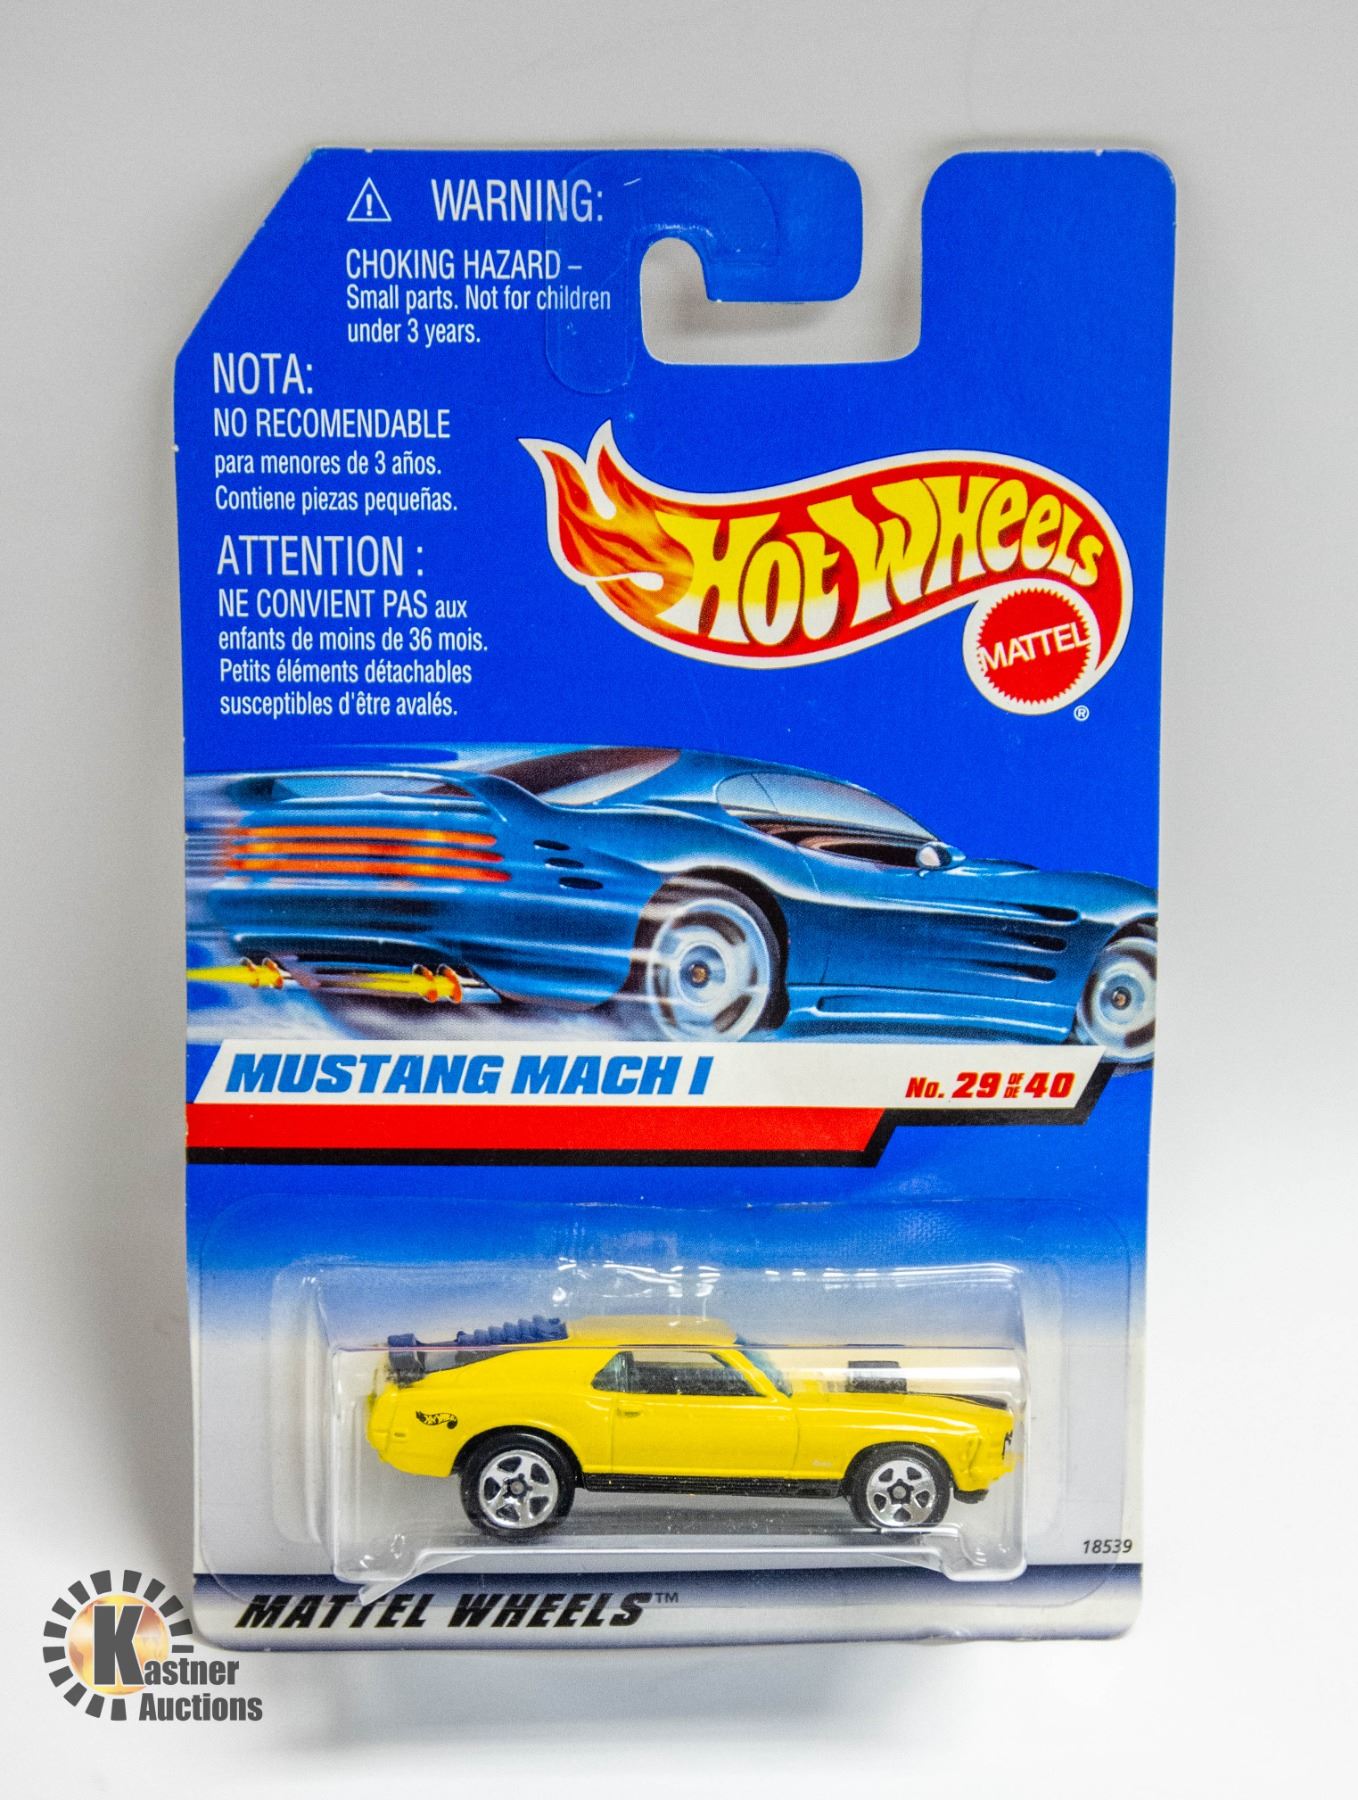 WARNING:
CHOKING HAZARD –
Small parts. Not for children
under 3 years.
NOTA:
NO RECOMENDABLE
para menores de 3 años.
Contiene piezas pequeñas.
ATTENTION :
NE CONVIENT PAS aux
enfants de moins de 36 mois.
Petits éléments détachables
susceptibles d'être avalés.
HOT WHEELS
MATTEL
®
MUSTANG MACH I
No. 29 OF DE 40
Hot Wheels
18539
MATTEL WHEELS™
Kastner
Auctions